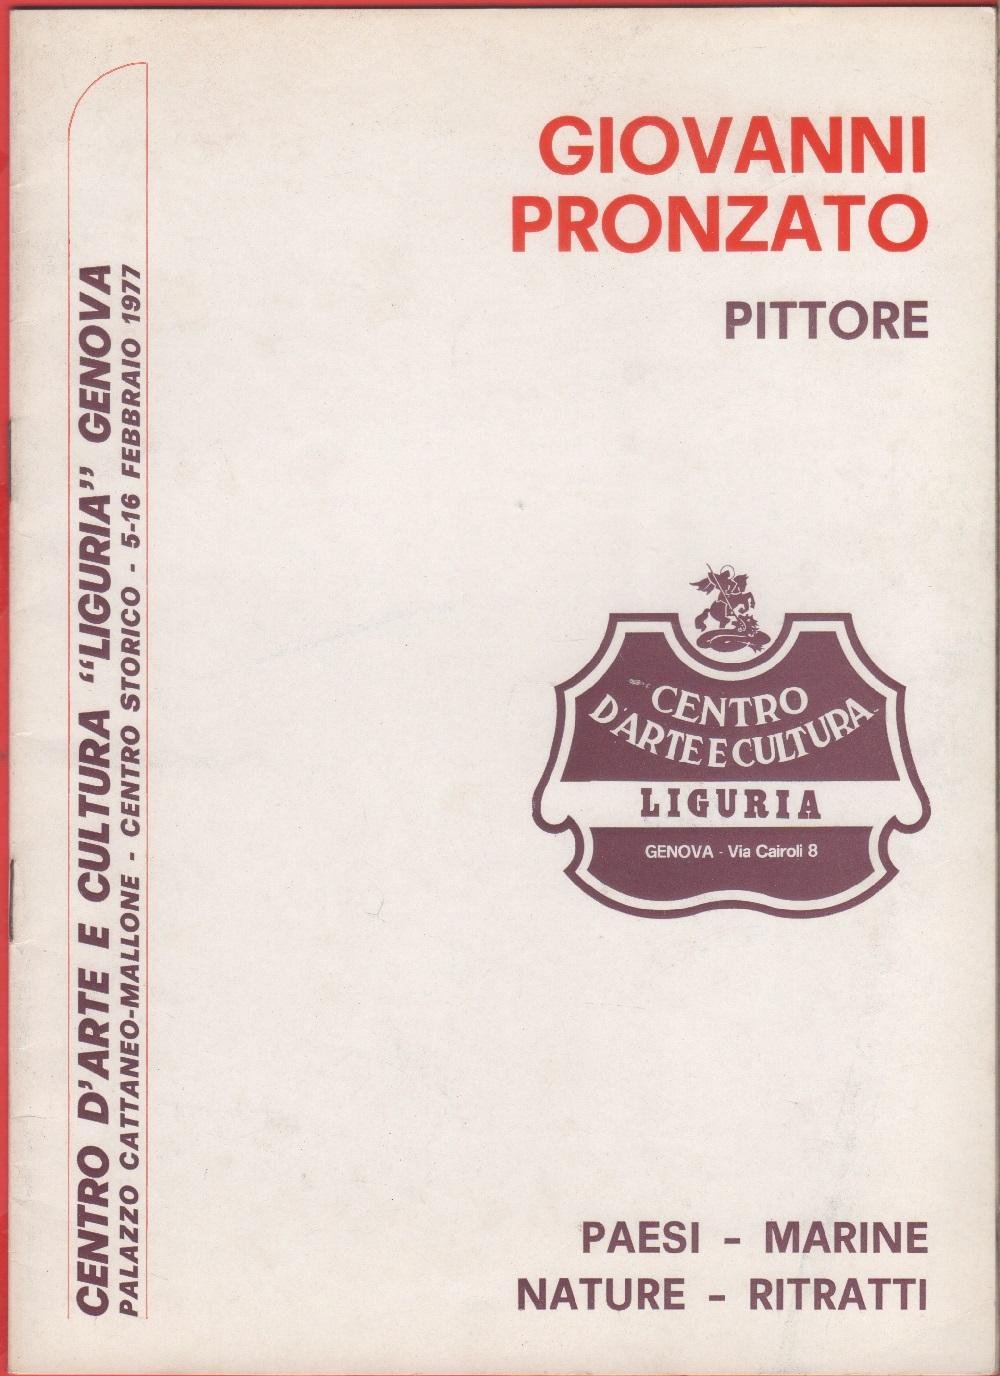 GIOVANNI
PRONZATO
PITTORE
CENTRO D'ARTE E CULTURA “LIGURIA” GENOVA
PALAZZO CATTANEO-MALLONE - CENTRO STORICO - 5-16 FEBBRAIO 1977
CENTRO
D'ARTE E CULTURA
LIGURIA
GENOVA - Via Cairoli 8
PAESI - MARINE
NATURE - RITRATTI